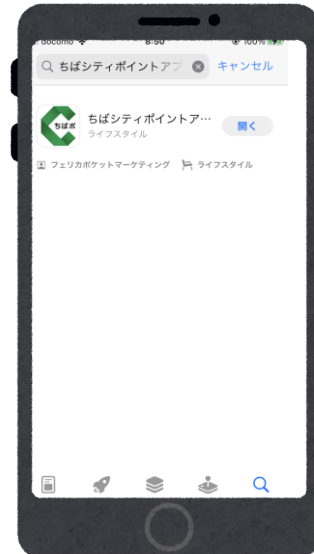 docomo 8:50 100%
ちばシティポイントアプ キャンセル
ちばポ
ちばシティポイントア…
開く
ライフスタイル
フェリカポケットマーケティング ライフスタイル